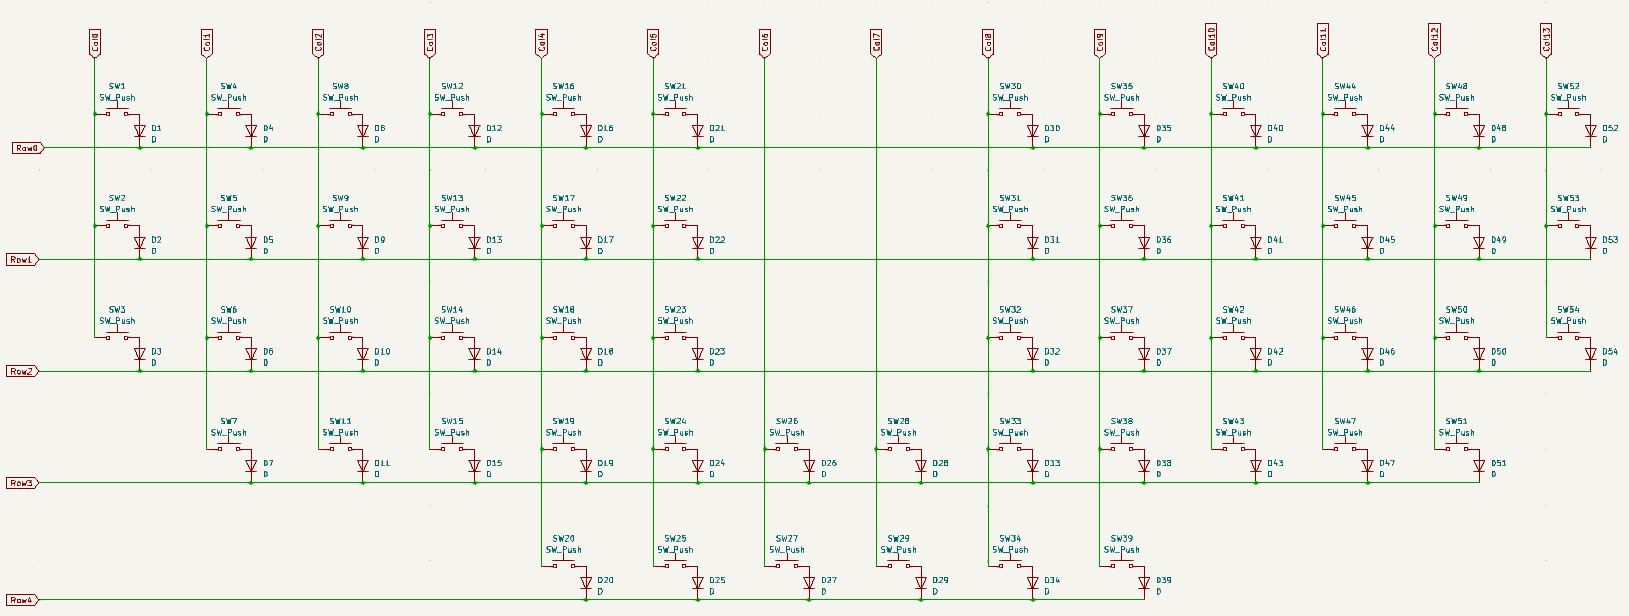 Col0 Col1 Col2 Col3 Col4 Col5 Col6 Col7 Col8 Col9 Col10 Col11 Col12 Col13
SW1 SW4 SW8 SW12 SW16 SW21 SW30 SW35 SW40 SW44 SW48 SW52
SW_Push SW_Push SW_Push SW_Push SW_Push SW_Push SW_Push SW_Push SW_Push SW_Push SW_Push SW_Push
D1 D4 D8 D12 D16 D21 D30 D35 D40 D44 D48 D52
D D D D D D D D D D D D
Row0
SW2 SW5 SW9 SW13 SW17 SW22 SW31 SW36 SW41 SW45 SW49 SW53
SW_Push SW_Push SW_Push SW_Push SW_Push SW_Push SW_Push SW_Push SW_Push SW_Push SW_Push SW_Push
D2 D5 D9 D13 D17 D22 D31 D36 D41 D45 D49 D53
D D D D D D D D D D D D
Row1
SW3 SW6 SW10 SW14 SW18 SW23 SW32 SW37 SW42 SW46 SW50 SW54
SW_Push SW_Push SW_Push SW_Push SW_Push SW_Push SW_Push SW_Push SW_Push SW_Push SW_Push SW_Push
D3 D6 D10 D14 D18 D23 D32 D37 D42 D46 D50 D54
D D D D D D D D D D D D
Row2
SW7 SW11 SW15 SW19 SW24 SW26 SW28 SW33 SW38 SW43 SW47 SW51
SW_Push SW_Push SW_Push SW_Push SW_Push SW_Push SW_Push SW_Push SW_Push SW_Push SW_Push SW_Push
D7 D11 D15 D19 D24 D26 D28 D33 D38 D43 D47 D51
D D D D D D D D D D D D
Row3
SW20 SW25 SW27 SW29 SW34 SW39
SW_Push SW_Push SW_Push SW_Push SW_Push SW_Push
D20 D25 D27 D29 D34 D39
D D D D D D
Row4